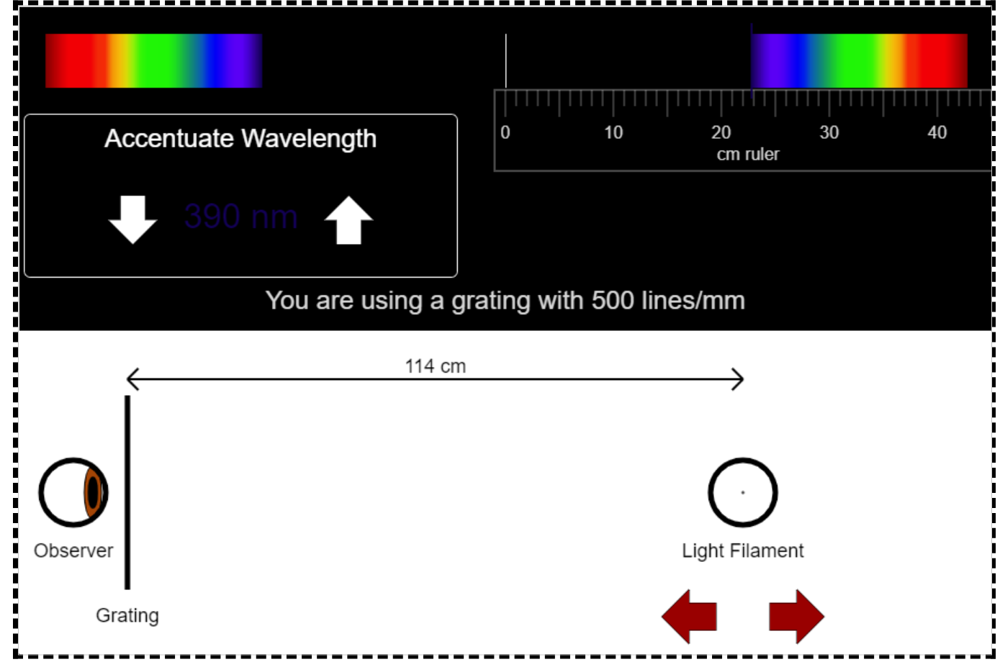 Accentuate Wavelength
390 nm
0 10 20 30 40
cm ruler
You are using a grating with 500 lines/mm
114 cm
Observer
Light Filament
Grating